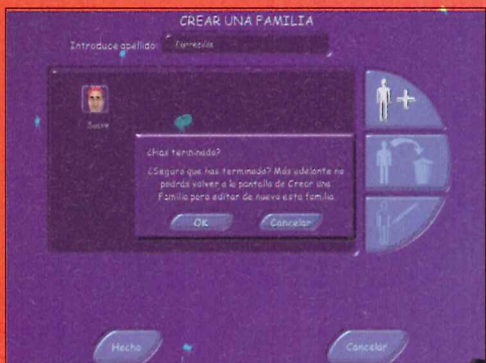 CREAR UNA FAMILIA
Introduce apellido:
¿Has terminado?
¿Seguro que has terminado? Más adelante no
podrás volver a la pantalla de Crear una
Familia para editar de nuevo esta familia.
OK Cancelar
Hecho Cancelar